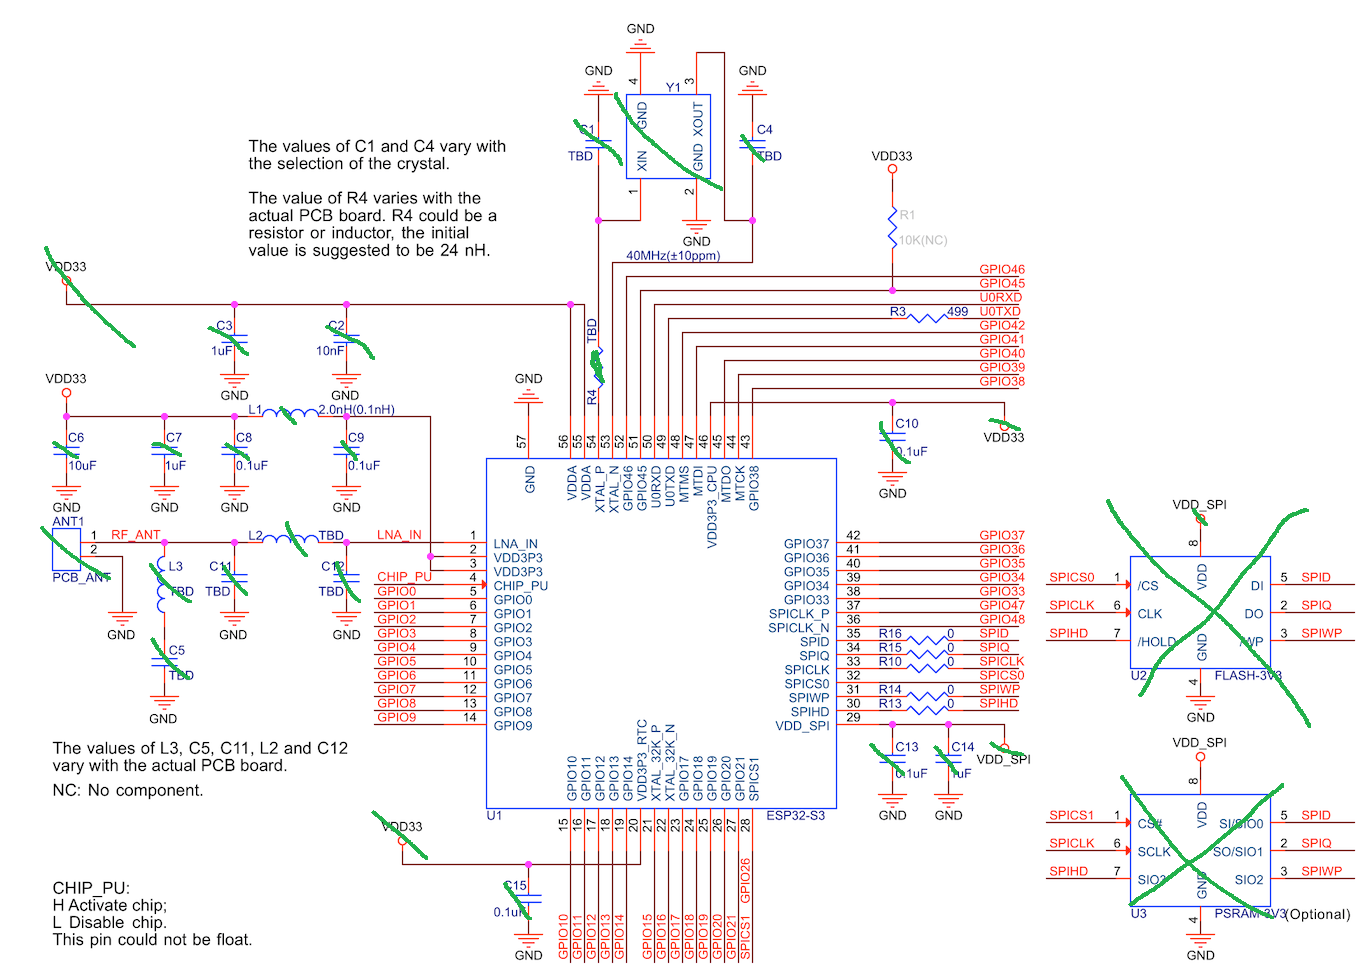 GND
GND
GND
Y1
C1
TBD
C4
TBD
4
3
GND
XOUT
XIN
GND
1
2
GND
40MHz(±10ppm)
The values of C1 and C4 vary with
the selection of the crystal.
The value of R4 varies with the
actual PCB board. R4 could be a
resistor or inductor, the initial
value is suggested to be 24 nH.
VDD33
R1
10K(NC)
GPIO46
GPIO45
U0RXD
U0TXD
R3
499
GPIO42
GPIO41
GPIO40
GPIO39
GPIO38
VDD33
C3
1uF
GND
C2
10nF
GND
TBD
R4
GND
VDD33
L1
2.0nH(0.1nH)
C6
10uF
GND
C7
1uF
GND
C8
0.1uF
GND
C9
0.1uF
GND
C10
0.1uF
GND
VDD33
57
56
55
54
53
52
51
50
49
48
47
46
45
44
43
GND
VDDA
VDDA
XTAL_P
XTAL_N
GPIO46
GPIO45
U0RXD
U0TXD
MTMS
MTDI
VDD3P3_CPU
MTDO
MTCK
GPIO38
ANT1
1
2
PCB_ANT
RF_ANT
GND
L3
TBD
C5
TBD
GND
C11
TBD
GND
L2
TBD
C12
TBD
GND
LNA_IN
CHIP_PU
GPIO0
GPIO1
GPIO2
GPIO3
GPIO4
GPIO5
GPIO6
GPIO7
GPIO8
GPIO9
1
2
3
4
5
6
7
8
9
10
11
12
13
14
LNA_IN
VDD3P3
VDD3P3
CHIP_PU
GPIO0
GPIO1
GPIO2
GPIO3
GPIO4
GPIO5
GPIO6
GPIO7
GPIO8
GPIO9
GPIO37
GPIO36
GPIO35
GPIO34
GPIO33
SPICLK_P
SPICLK_N
SPID
SPIQ
SPICLK
SPICS0
SPIWP
SPIHD
VDD_SPI
42
41
40
39
38
37
36
35
34
33
32
31
30
29
GPIO37
GPIO36
GPIO35
GPIO34
GPIO33
GPIO47
GPIO48
R16
0
SPID
R15
0
SPIQ
R10
0
SPICLK
SPICS0
R14
0
SPIWP
R13
0
SPIHD
C13
0.1uF
GND
C14
1uF
GND
VDD_SPI
GPIO10
GPIO11
GPIO12
GPIO13
GPIO14
VDD3P3_RTC
XTAL_32K_P
XTAL_32K_N
GPIO17
GPIO18
GPIO19
GPIO20
GPIO21
SPICS1
U1
ESP32-S3
15
16
17
18
19
20
21
22
23
24
25
26
27
28
GPIO10
GPIO11
GPIO12
GPIO13
GPIO14
GPIO15
GPIO16
GPIO17
GPIO18
GPIO19
GPIO20
GPIO21
SPICS1
GPIO26
VDD33
C15
0.1uF
GND
The values of L3, C5, C11, L2 and C12
vary with the actual PCB board.
NC: No component.
CHIP_PU:
H Activate chip;
L Disable chip.
This pin could not be float.
VDD_SPI
8
SPICS0
1
/CS
VDD
DI
5
SPID
SPICLK
6
CLK
DO
2
SPIQ
SPIHD
7
/HOLD
GND
/WP
3
SPIWP
U2
4
FLASH-3V3
GND
VDD_SPI
8
SPICS1
1
CS#
VDD
SI/SIO0
5
SPID
SPICLK
6
SCLK
SO/SIO1
2
SPIQ
SPIHD
7
SIO3
GND
SIO2
3
SPIWP
U3
4
PSRAM-3V3
(Optional)
GND